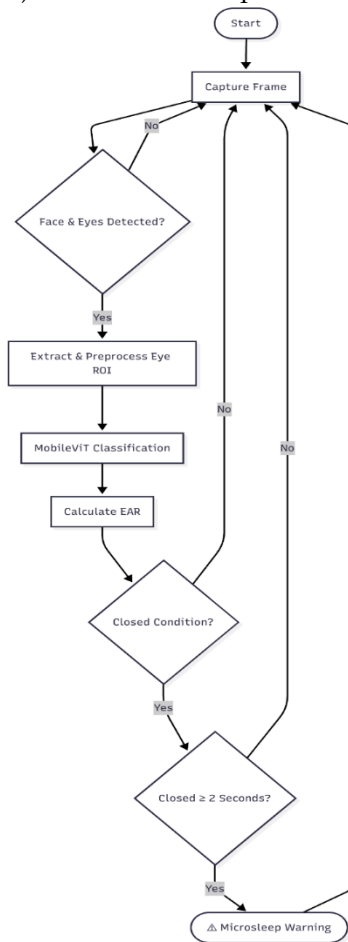 Start
Capture Frame
No
Face & Eyes Detected?
Yes
Extract & Preprocess Eye
ROI
MobileViT Classification
Calculate EAR
No
No
Closed Condition?
Yes
Closed ≥ 2 Seconds?
Yes
⚠ Microsleep Warning